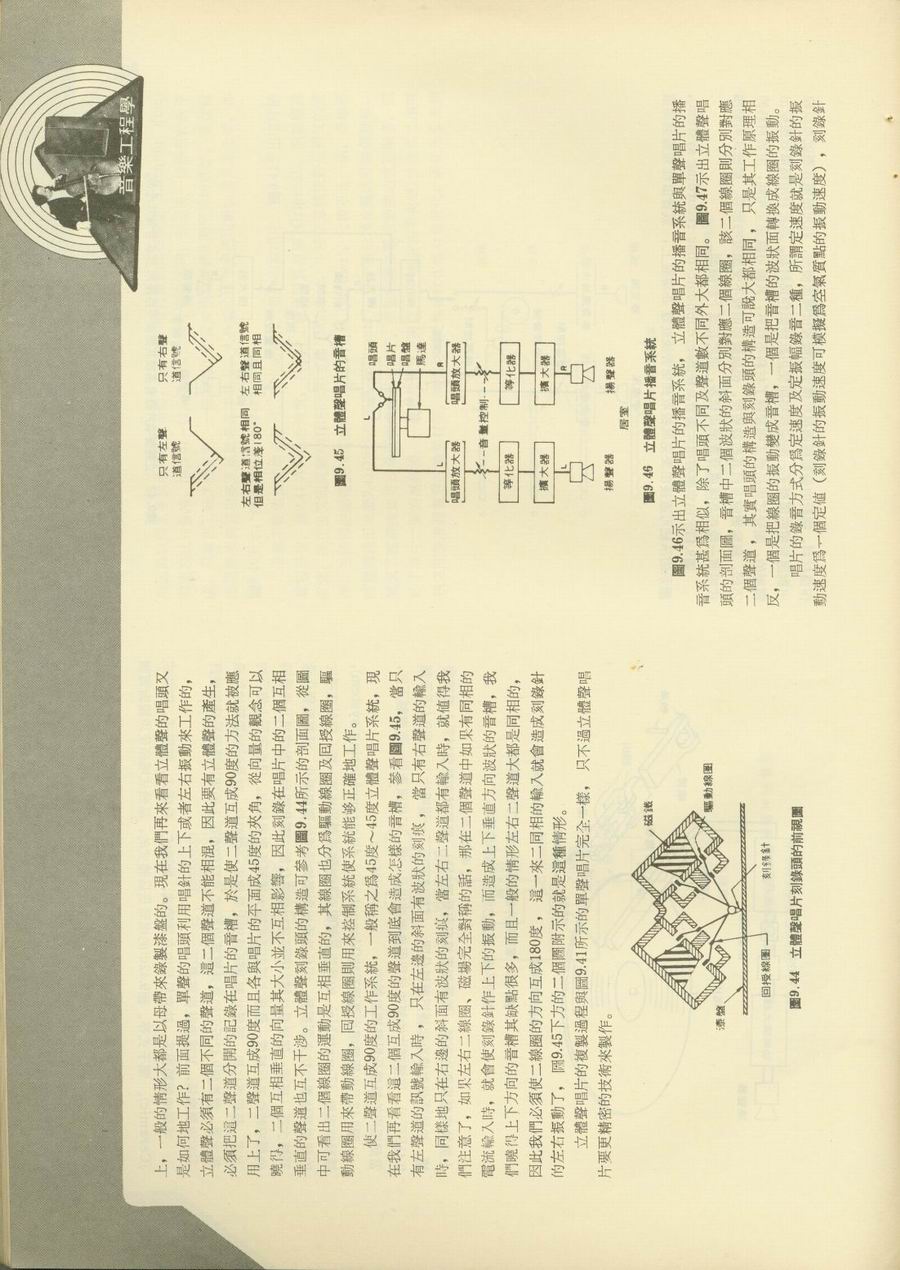 音樂工程學
上，一般的情形大都是以母帶來錄製漆盤的。現在我們再來看看立體聲的唱頭又
是如何地工作？前面提過，單聲的唱頭利用唱針的上下或者左右振動來工作的，
立體聲必須有二個不同的聲道，這二個聲道不能相混，因此要有立體聲的產生，
必須把這二聲道分開的記錄在唱片的音槽，於是使二聲道互成90度的方法就被應
用上了，二聲道互成90度而且各與唱片的平面成45度的夾角，從向量的觀念可以
曉得，二個互相垂直的向量其大小並不互相影響，因此刻錄在唱片中的二個互相
垂直的聲道也互不干涉。立體聲刻錄頭的構造可參考圖9.44所示的剖面圖，從圖
中可看出二個線圈的運動是互相垂直的，其線圈也分爲驅動線圈及囘授線圈，驅
動線圈用來帶動線圈，囘授線圈則用來控制系統使系統能够正確地工作。
使二聲道互成90度的工作系統，一般稱之爲45度－45度立體聲唱片系統，現
在我們再看看這二個互成90度的聲道到底會造成怎樣的音槽，參看圖9.45，當只
有左聲道的訊號輸入時，只在左邊的斜面有波狀的刻痕，當只有右聲道的輸入
時，同樣地只在右邊的斜面有波狀的刻痕，當左右二聲道都有輸入時，就値得我
們注意了，如果左右二線圈、磁場完全對稱的話，那在二個聲道中如果有同相的
電流輸入時，就會使刻錄針作上下的振動，而造成上下垂直方向波狀的音槽，我
們曉得上下方向的音槽其缺點很多，而且一般的情形左右二聲道大都是同相的，
因此我們必須使二線圈的方向互成180度，這一來二同相的輸入就會造成刻錄針
的左右振動了，圖9.45下方的二個圖附示的就是這種情形。
立體聲唱片的複製過程與圖9.41所示的單聲唱片完全一樣，只不過立體聲唱
片要更精密的技術來製作。
磁鐵
驅動線圈
漆盤
刻錄針
回授線圈
圖9.44 立體聲唱片刻錄頭的前視圖
只有左聲
道信號
只有右聲
道信號
左右聲道信號相同
但是相位差180°
左右聲道信號
相同且同相
圖9.45 立體聲唱片的音槽
唱頭
唱片
唱盤
馬達
L
R
L
R
唱頭放大器
唱頭放大器
音量控制
等化器
等化器
擴大器
擴大器
L
R
揚聲器
揚聲器
居室
圖9.46 立體聲唱片播音系統
圖9.46示出立體聲唱片的播音系統，立體聲唱片的播音系統與單聲唱片的播
音系統甚爲相似，除了唱頭不同及聲道數不同外大都相同。圖9.47示出立體聲唱
頭的剖面圖，音槽中二個波狀的斜面分別對應二個線圈，該二個線圈則分別對應
二個聲道，其實唱頭的構造與刻錄頭的構造可說大都相同，只是其工作原理相
反，一個是把線圈的振動變成音槽，一個是把音槽的波狀面轉換成線圈的振動。
唱片的錄音方式分爲定速度及定振幅錄音二種，所謂定速度就是刻錄針的振
動速度爲一個定値（刻錄針的振動速度可模擬爲空氣質點的振動速度），刻錄針